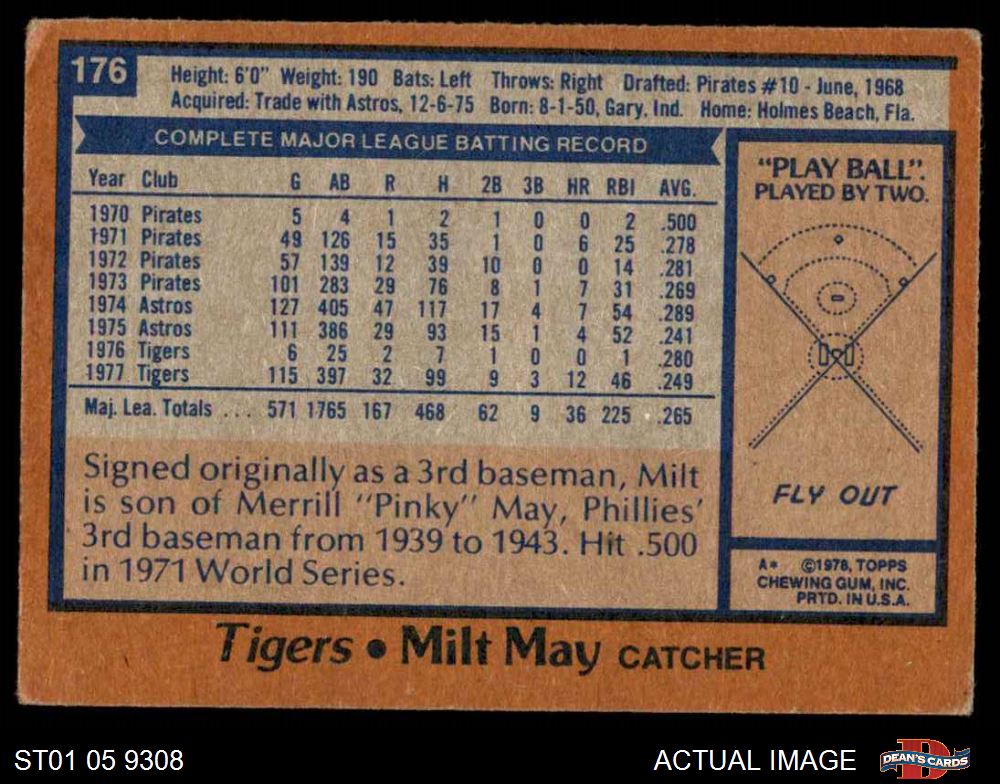 176
Height: 6'0" Weight: 190 Bats: Left Throws: Right Drafted: Pirates #10 - June, 1968
Acquired: Trade with Astros, 12-6-75 Born: 8-1-50, Gary, Ind. Home: Holmes Beach, Fla.
COMPLETE MAJOR LEAGUE BATTING RECORD
Year Club G AB R H 2B 3B HR RBI AVG.
1970 Pirates 5 4 1 2 1 0 0 2 .500
1971 Pirates 49 126 15 35 1 0 6 25 .278
1972 Pirates 57 139 12 39 10 0 0 14 .281
1973 Pirates 101 283 29 76 8 1 7 31 .269
1974 Astros 127 405 47 117 17 4 7 54 .289
1975 Astros 111 386 29 93 15 1 4 52 .241
1976 Tigers 6 25 2 7 1 0 0 1 .280
1977 Tigers 115 397 32 99 9 3 12 46 .249
Maj. Lea. Totals ... 571 1765 167 468 62 9 36 225 .265
Signed originally as a 3rd baseman, Milt
is son of Merrill "Pinky" May, Phillies'
3rd baseman from 1939 to 1943. Hit .500
in 1971 World Series.
"PLAY BALL".
PLAYED BY TWO.
FLY OUT
A* ©1978, TOPPS
CHEWING GUM, INC.
PRTD. IN U.S.A.
Tigers • Milt May CATCHER
ST01 05 9308
ACTUAL IMAGE
DEAN'S CARDS